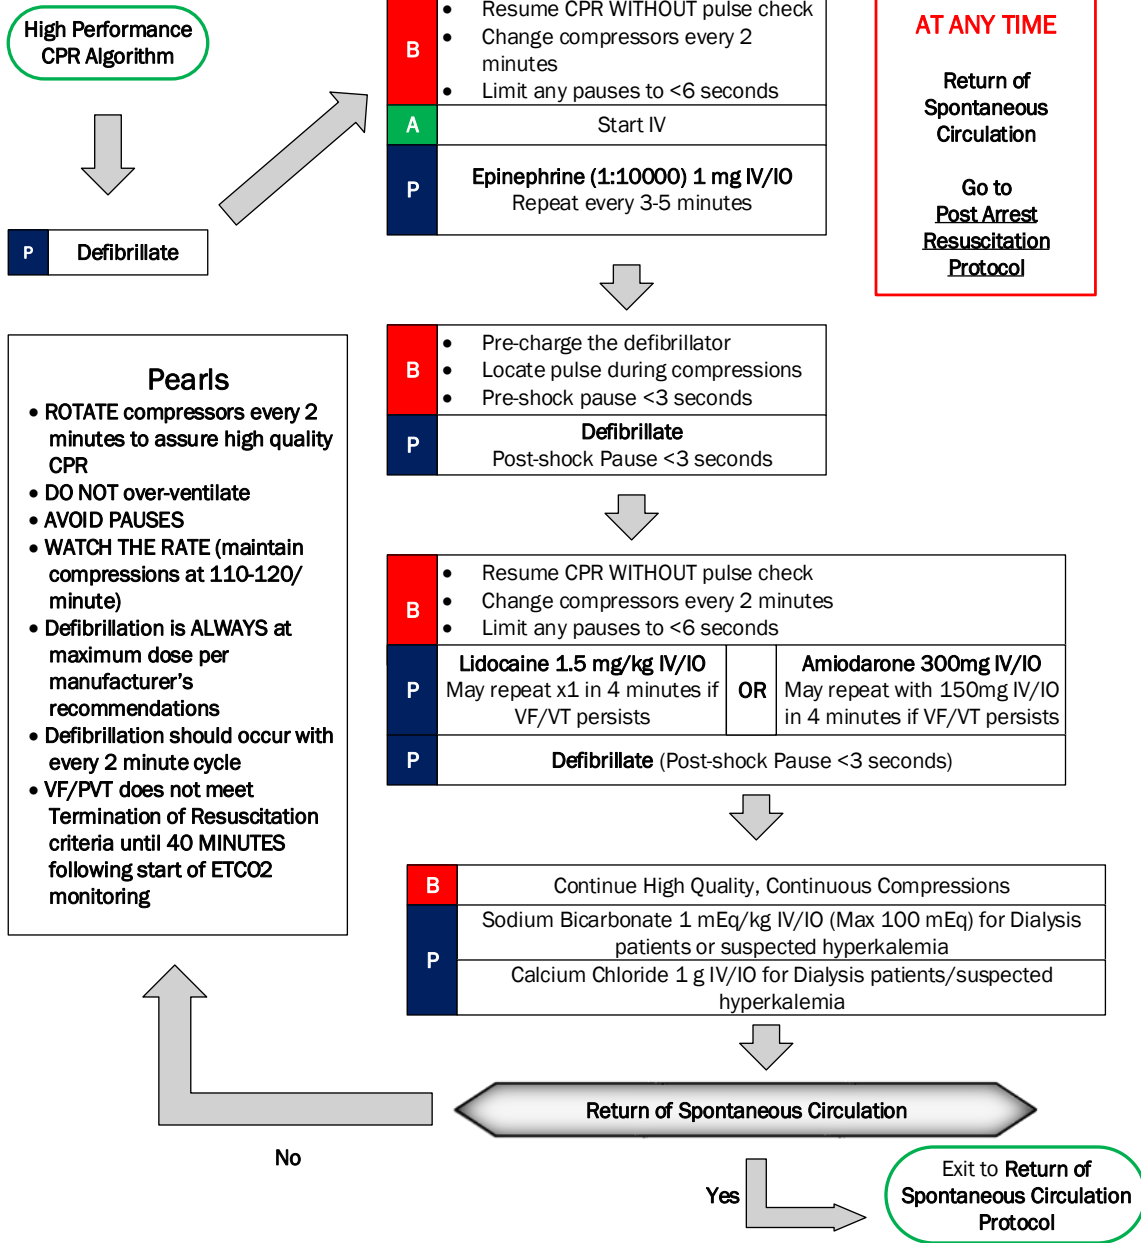 High Performance
CPR Algorithm
P
Defibrillate
B
• Resume CPR WITHOUT pulse check
• Change compressors every 2
minutes
• Limit any pauses to <6 seconds
A
Start IV
P
Epinephrine (1:10000) 1 mg IV/IO
Repeat every 3-5 minutes
AT ANY TIME
Return of
Spontaneous
Circulation
Go to
Post Arrest
Resuscitation
Protocol
Pearls
• ROTATE compressors every 2
minutes to assure high quality
CPR
• DO NOT over-ventilate
• AVOID PAUSES
• WATCH THE RATE (maintain
compressions at 110-120/
minute)
• Defibrillation is ALWAYS at
maximum dose per
manufacturer's
recommendations
• Defibrillation should occur with
every 2 minute cycle
• VF/PVT does not meet
Termination of Resuscitation
criteria until 40 MINUTES
following start of ETCO2
monitoring
B
• Pre-charge the defibrillator
• Locate pulse during compressions
• Pre-shock pause <3 seconds
P
Defibrillate
Post-shock Pause <3 seconds
B
• Resume CPR WITHOUT pulse check
• Change compressors every 2 minutes
• Limit any pauses to <6 seconds
P
Lidocaine 1.5 mg/kg IV/IO
May repeat x1 in 4 minutes if
VF/VT persists
OR
Amiodarone 300mg IV/IO
May repeat with 150mg IV/IO
in 4 minutes if VF/VT persists
P
Defibrillate (Post-shock Pause <3 seconds)
B
Continue High Quality, Continuous Compressions
P
Sodium Bicarbonate 1 mEq/kg IV/IO (Max 100 mEq) for Dialysis
patients or suspected hyperkalemia
Calcium Chloride 1 g IV/IO for Dialysis patients/suspected
hyperkalemia
Return of Spontaneous Circulation
No
Yes
Exit to Return of
Spontaneous Circulation
Protocol